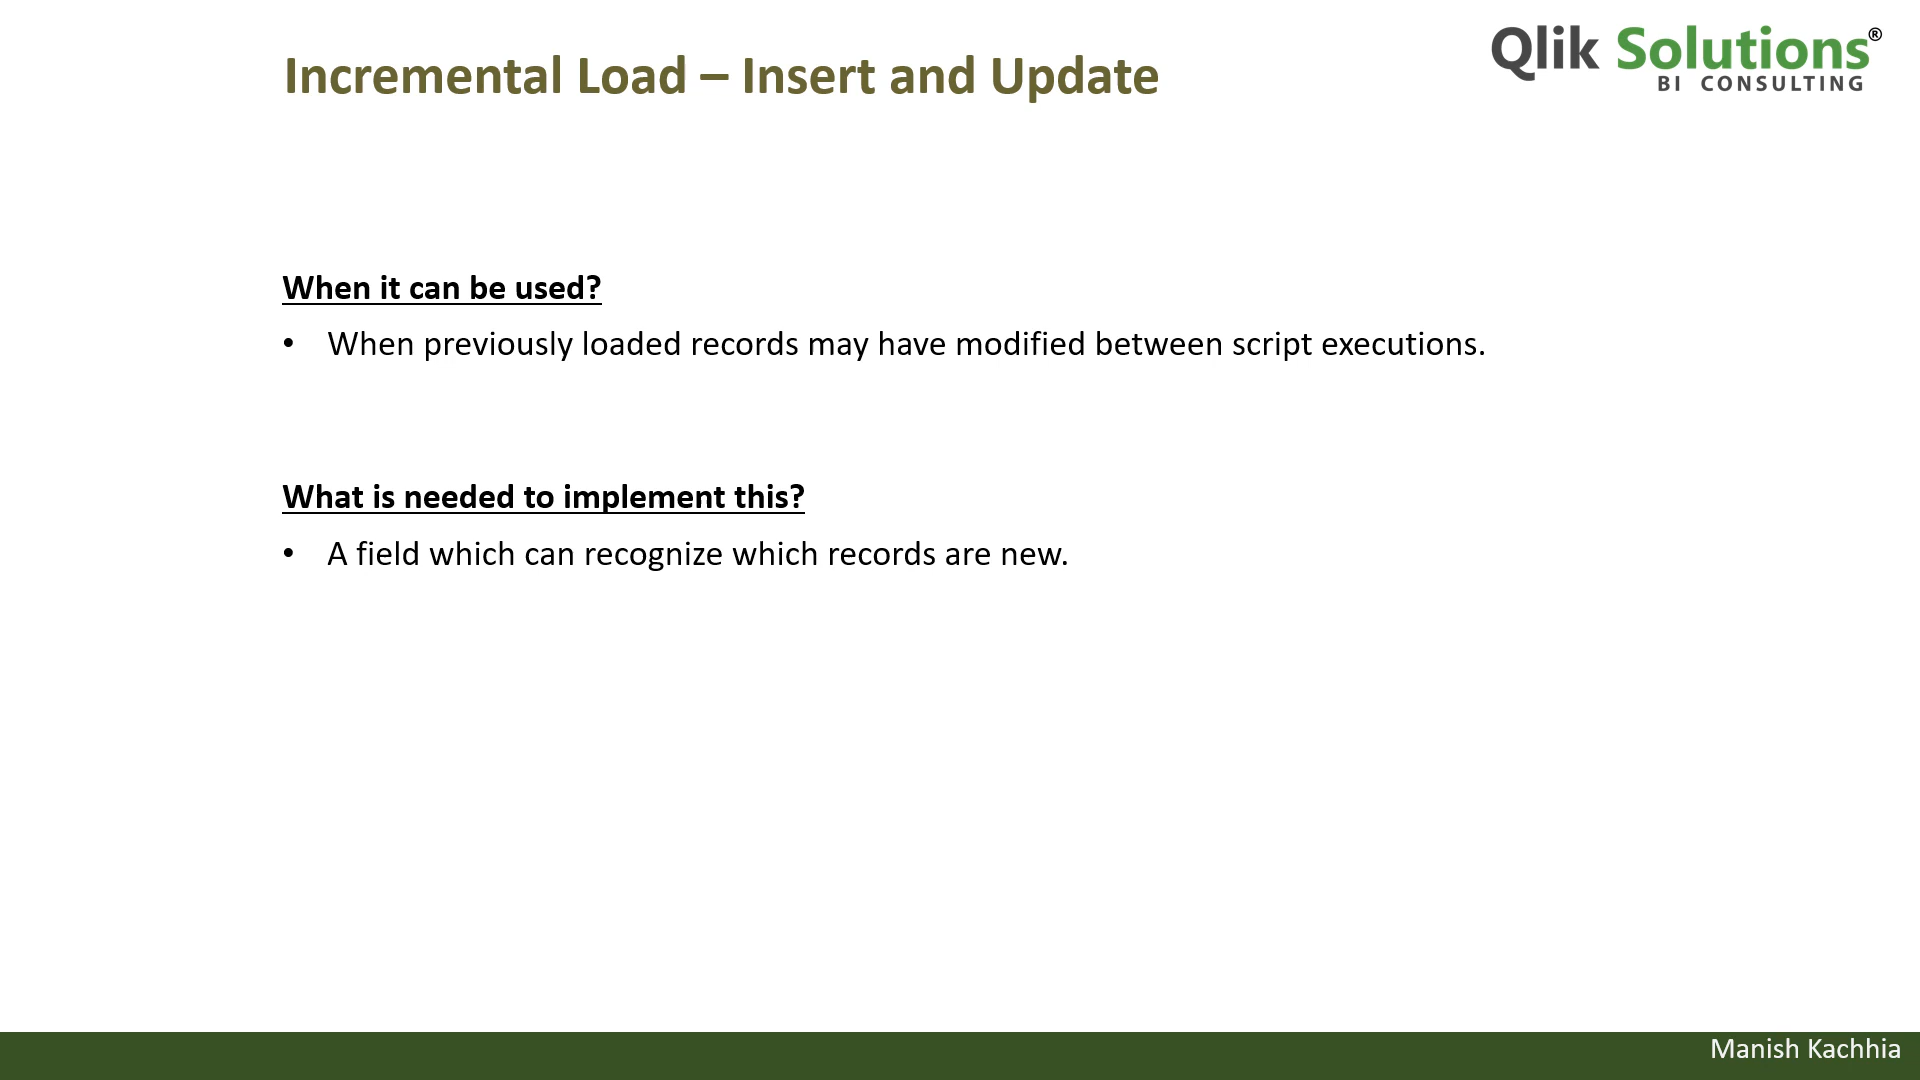 Incremental Load – Insert and Update
Qlik Solutions®
BI CONSULTING
When it can be used?
• When previously loaded records may have modified between script executions.
What is needed to implement this?
• A field which can recognize which records are new.
Manish Kachhia